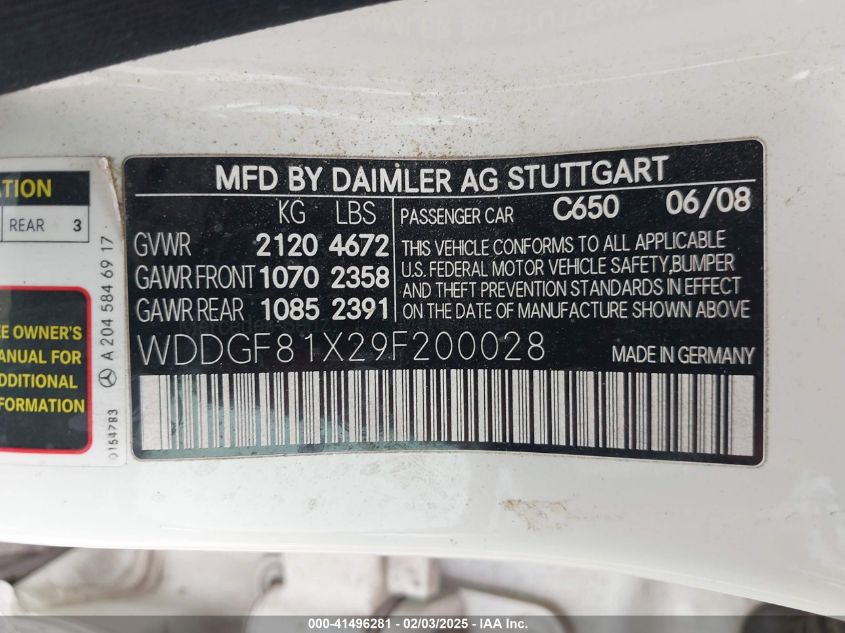 ATION
REAR 3
EE OWNER'S
MANUAL FOR
ADDITIONAL
FORMATION
A 204 584 69 17
0154783
MFD BY DAIMLER AG STUTTGART
KG LBS
GVWR 2120 4672
GAWR FRONT 1070 2358
GAWR REAR 1085 2391
PASSENGER CAR C650 06/08
THIS VEHICLE CONFORMS TO ALL APPLICABLE
U.S. FEDERAL MOTOR VEHICLE SAFETY,BUMPER
AND THEFT PREVENTION STANDARDS IN EFFECT
ON THE DATE OF MANUFACTURE SHOWN ABOVE
WDDGF81X29F200028
MADE IN GERMANY
000-41496281 - 02/03/2025 - IAA Inc.